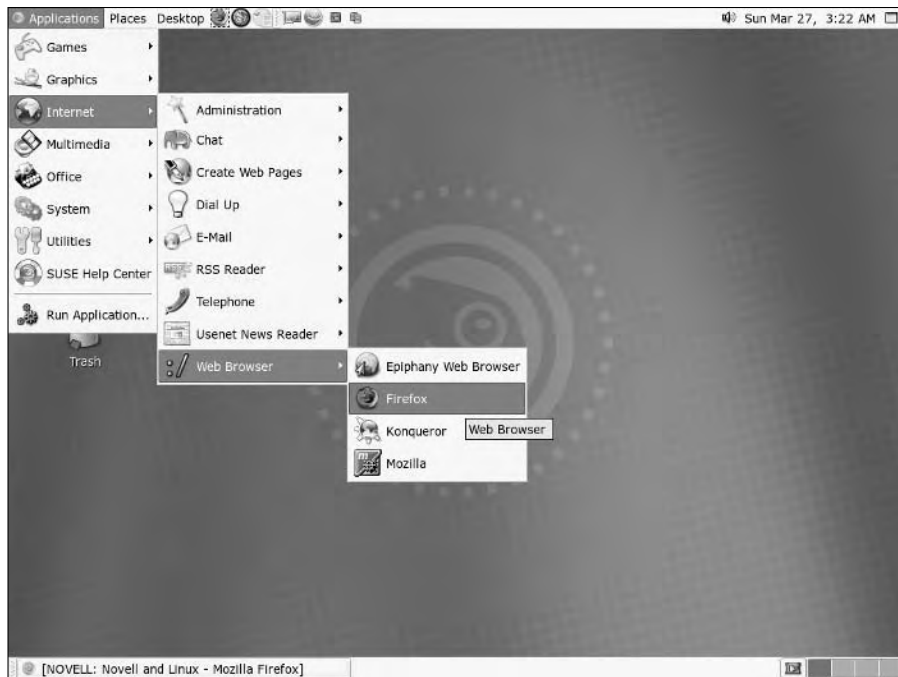 Applications Places Desktop
Sun Mar 27, 3:22 AM
Games
Graphics
Internet
Multimedia
Office
System
Utilities
SUSE Help Center
Run Application...
Trash
Administration
Chat
Create Web Pages
Dial Up
E-Mail
RSS Reader
Telephone
Usenet News Reader
Web Browser
Epiphany Web Browser
Firefox
Konqueror
Web Browser
Mozilla
[NOVELL: Novell and Linux - Mozilla Firefox]